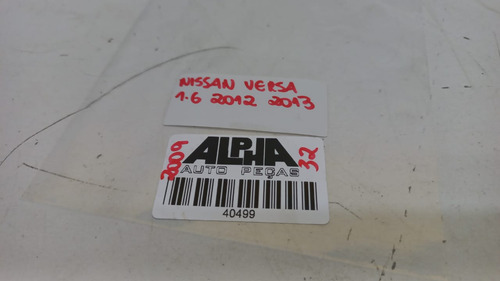 NISSAN VERSA
1.6 2012 2013
2009
ALPHA
32
AUTO PEÇAS
40499